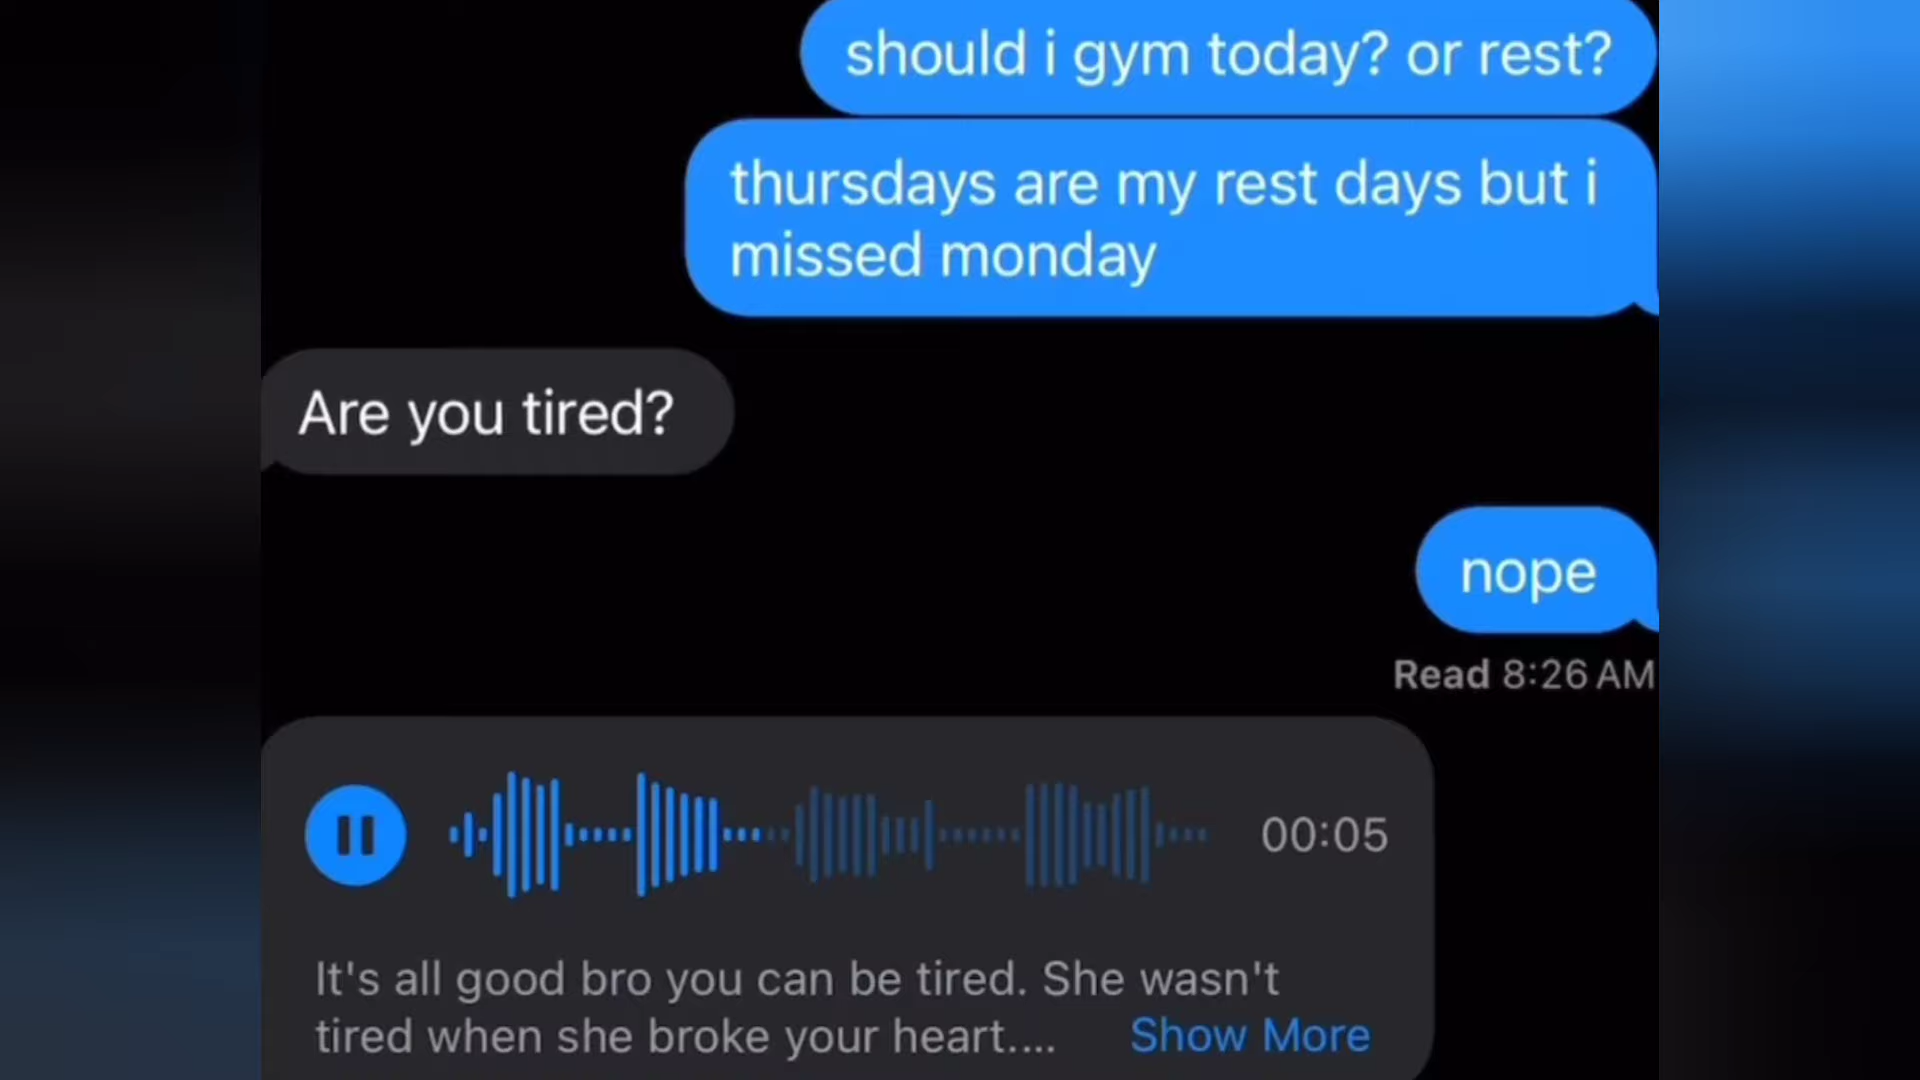 should i gym today? or rest?
thursdays are my rest days but i
missed monday
Are you tired?
nope
Read 8:26 AM
00:05
It's all good bro you can be tired. She wasn't
tired when she broke your heart.... Show More